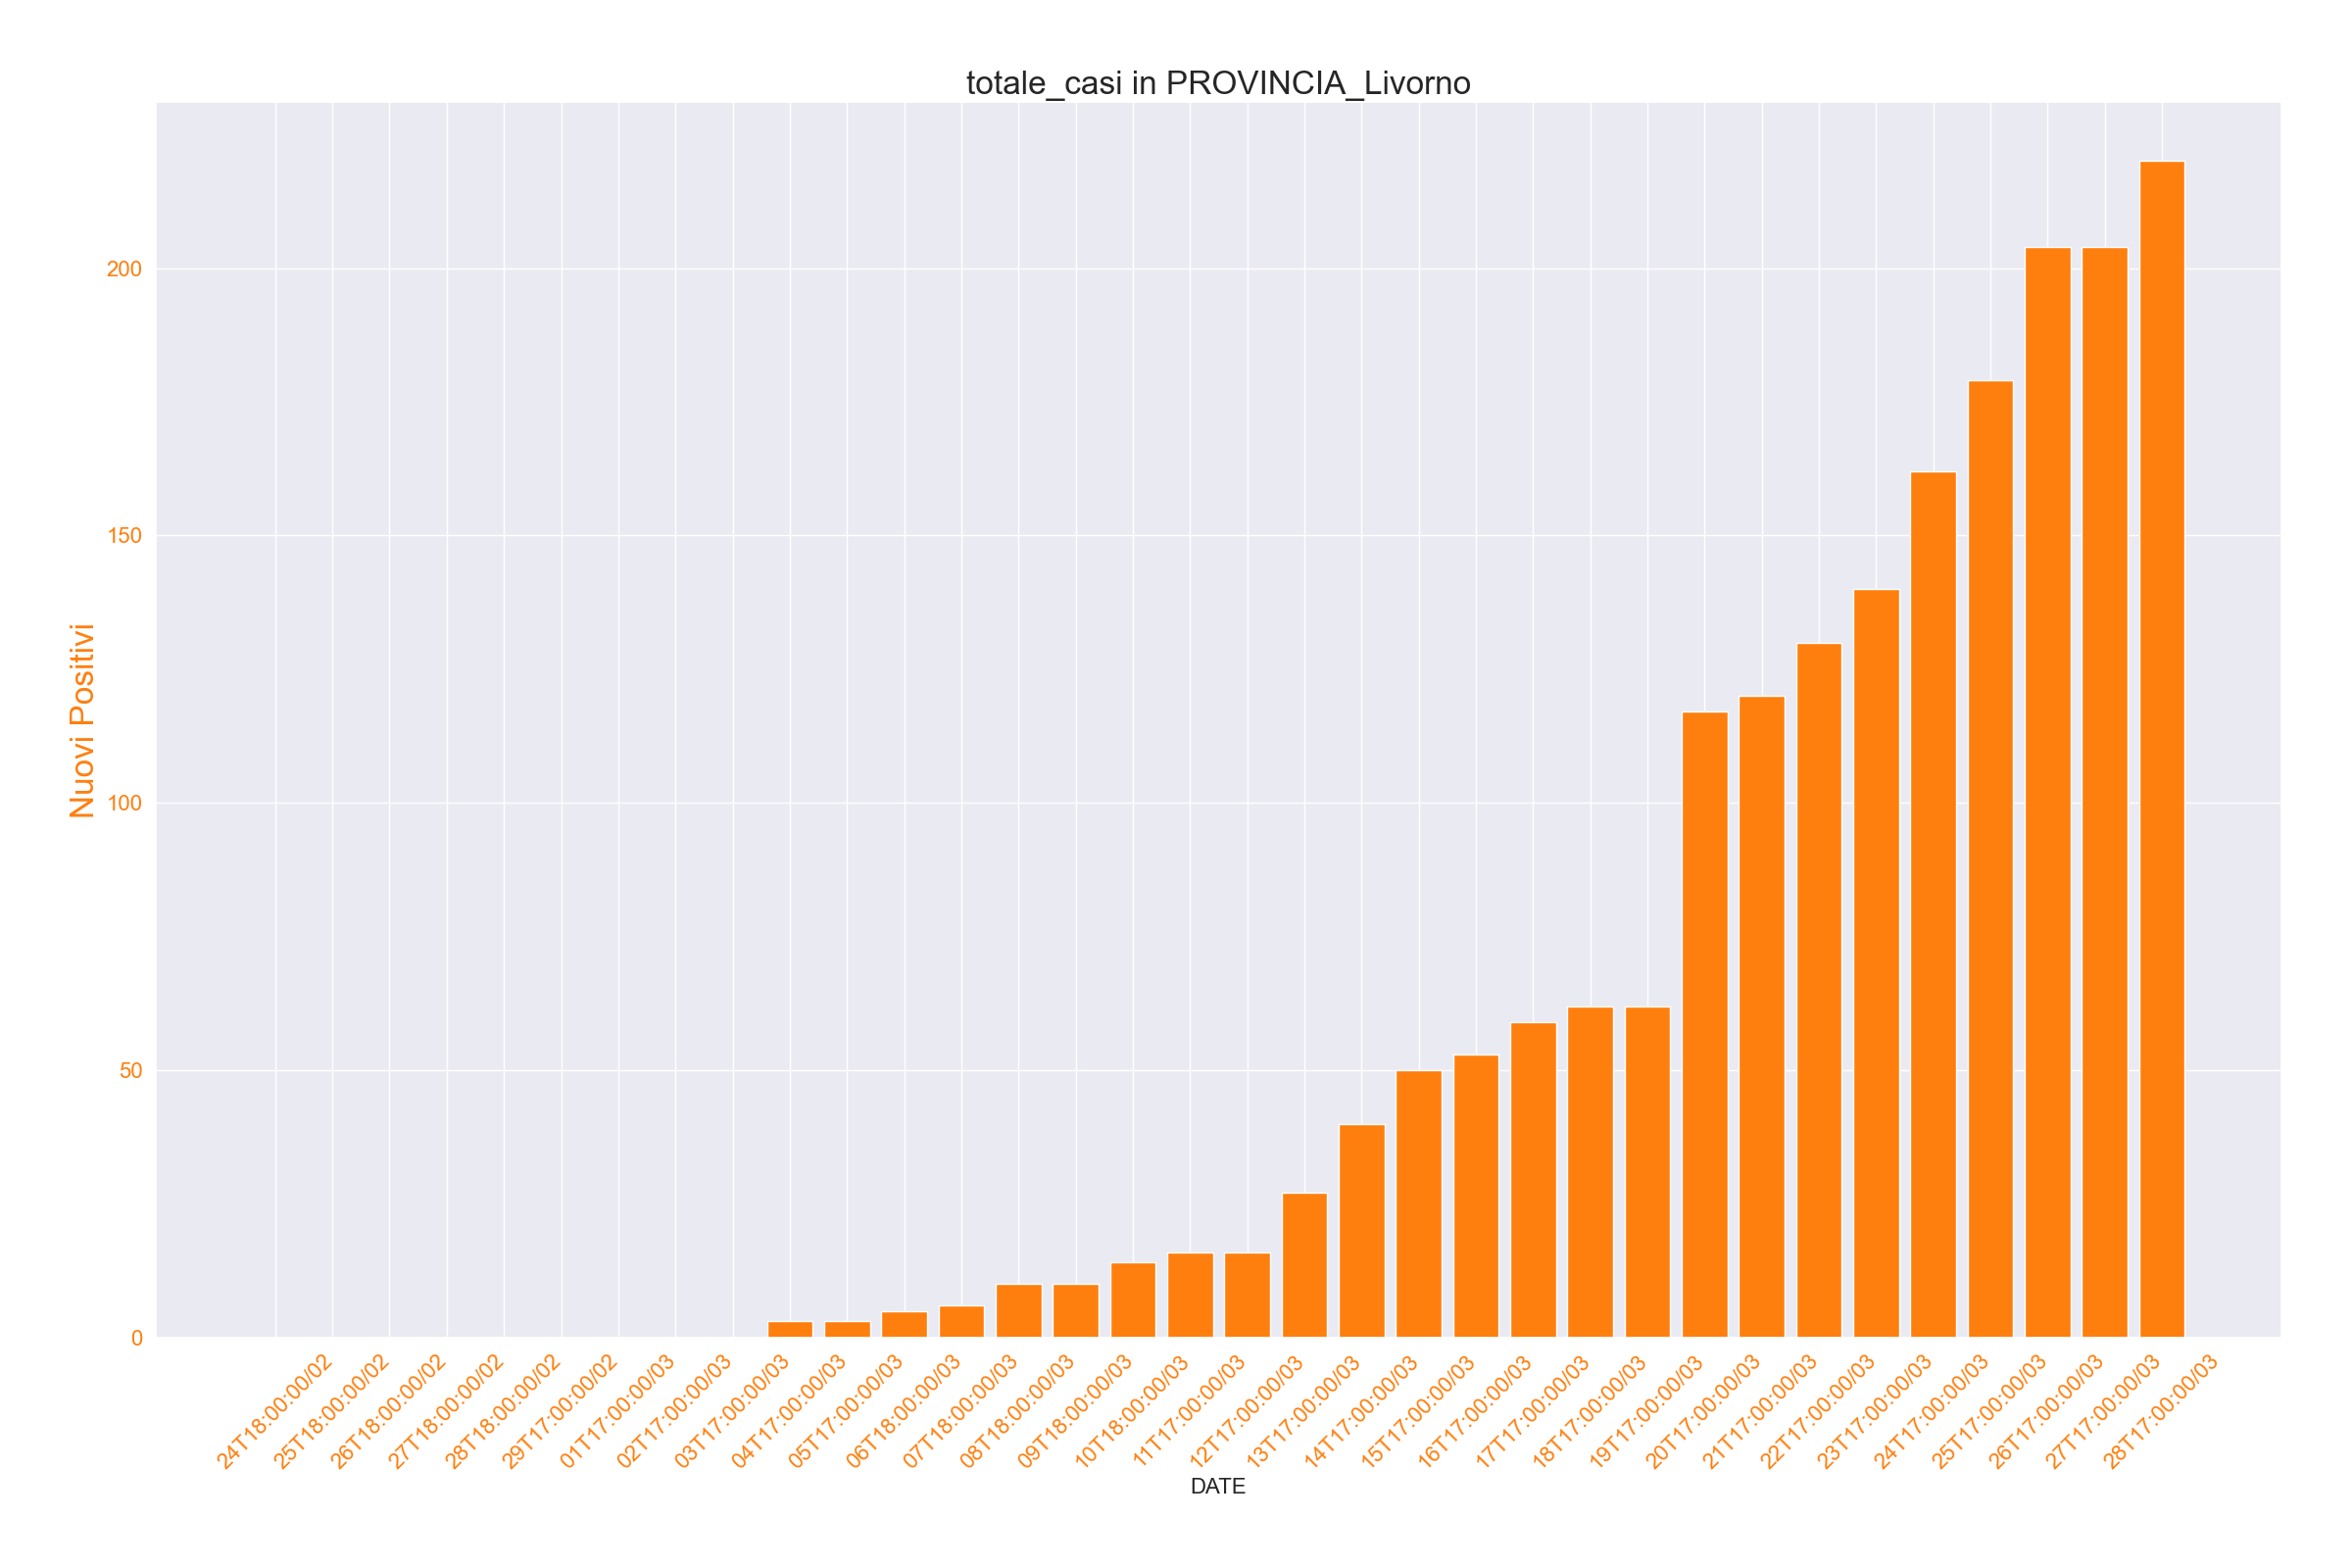 totale_casi in PROVINCIA_Livorno
Nuovi Positivi
200
150
100
50
0
24T18:00:00/02
25T18:00:00/02
26T18:00:00/02
27T18:00:00/02
28T18:00:00/02
29T17:00:00/02
01T17:00:00/03
02T17:00:00/03
03T17:00:00/03
04T17:00:00/03
05T17:00:00/03
06T18:00:00/03
07T18:00:00/03
08T18:00:00/03
09T18:00:00/03
10T18:00:00/03
11T17:00:00/03
12T17:00:00/03
13T17:00:00/03
14T17:00:00/03
15T17:00:00/03
16T17:00:00/03
17T17:00:00/03
18T17:00:00/03
19T17:00:00/03
20T17:00:00/03
21T17:00:00/03
22T17:00:00/03
23T17:00:00/03
24T17:00:00/03
25T17:00:00/03
26T17:00:00/03
27T17:00:00/03
28T17:00:00/03
DATE